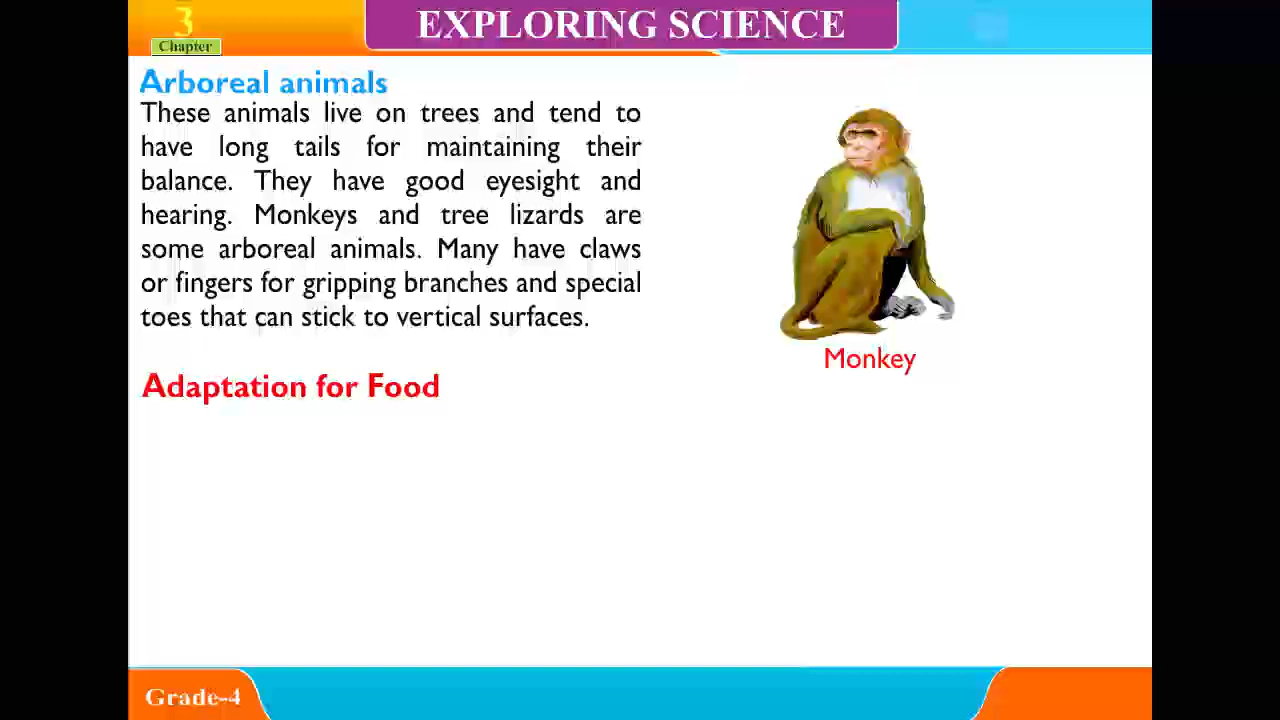 3
Chapter
EXPLORING SCIENCE
Arboreal animals
These animals live on trees and tend to
have long tails for maintaining their
balance. They have good eyesight and
hearing. Monkeys and tree lizards are
some arboreal animals. Many have claws
or fingers for gripping branches and special
toes that can stick to vertical surfaces.
Monkey
Adaptation for Food
Grade-4